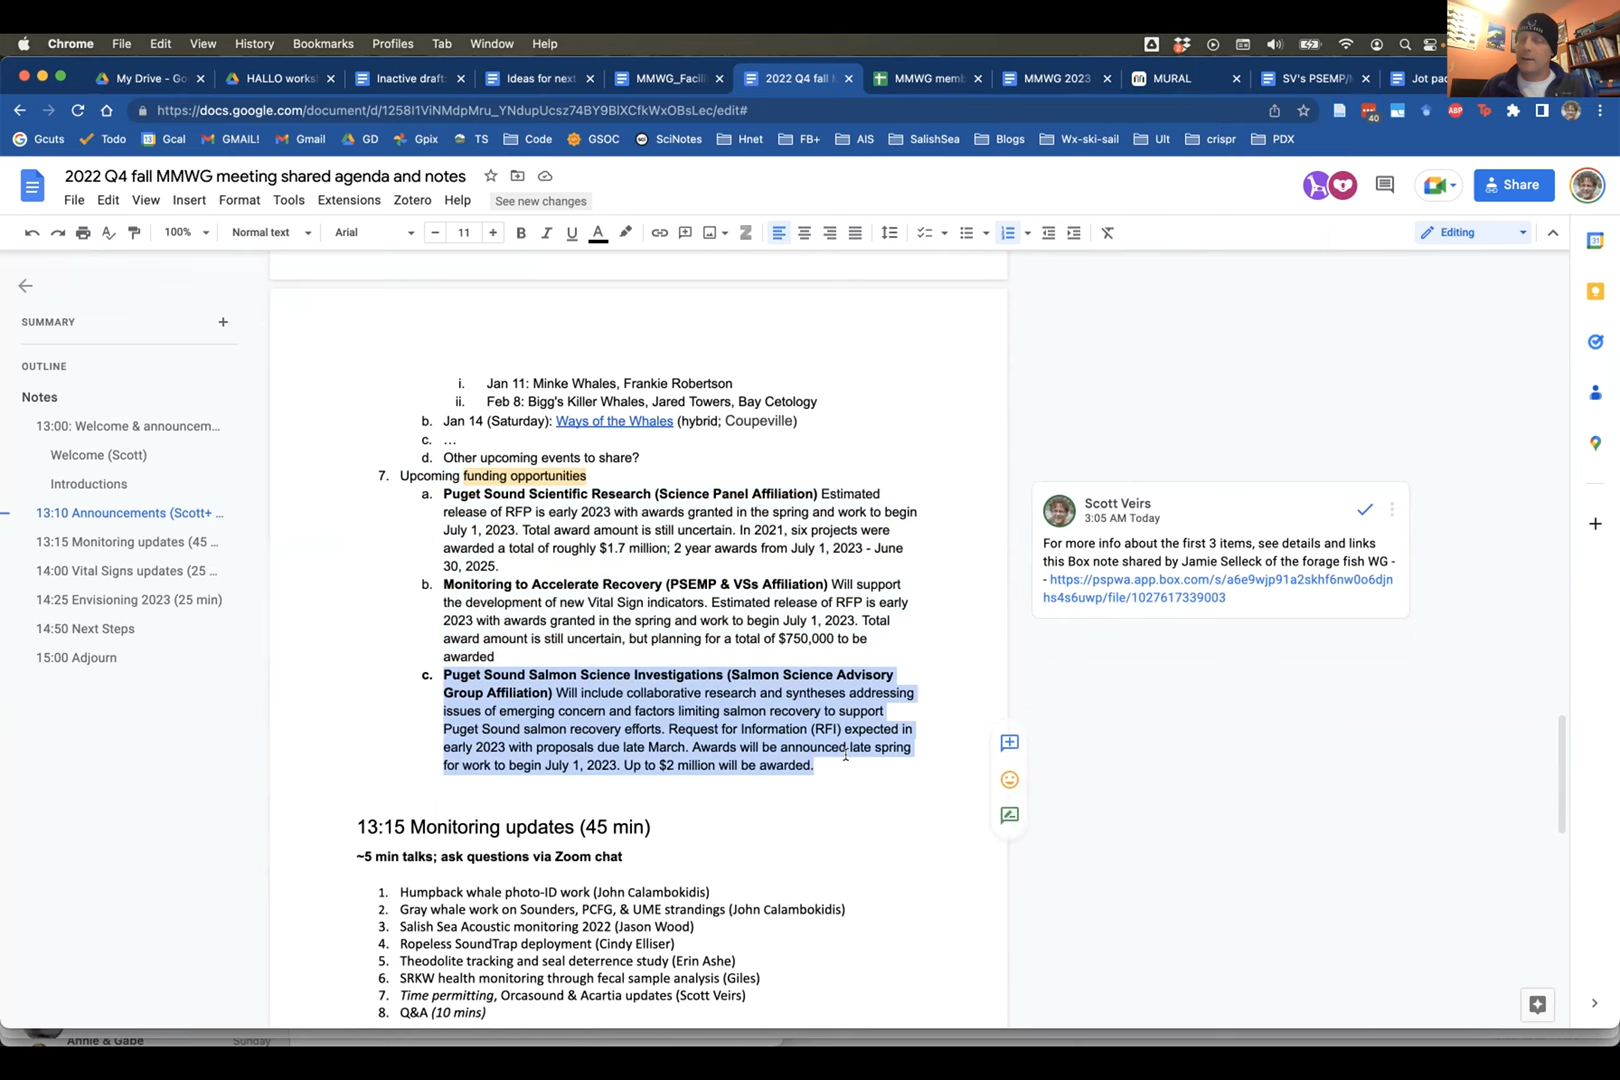 Chrome File Edit View History Bookmarks Profiles Tab Window Help
My Drive - Go HALLO worksh Inactive draft Ideas for next MMWG_Facil 2022 Q4 fall M MMWG memb MMWG 2023 MURAL SV's PSEMP/M Jot pad
https://docs.google.com/document/d/1258I1ViNMdpMru_YNdupUcsz74BY9BlXCfkWxOBsLec/edit#
40 ABP
Gcuts Todo Gcal GMAIL! Gmail GD Gpix TS Code GSOC SciNotes Hnet FB+ AIS SalishSea Blogs Wx-ski-sail Ult crispr PDX
2022 Q4 fall MMWG meeting shared agenda and notes
File Edit View Insert Format Tools Extensions Zotero Help See new changes
Share
100% Normal text Arial 11 Editing
SUMMARY
OUTLINE
Notes
13:00: Welcome & announcem...
Welcome (Scott)
Introductions
13:10 Announcements (Scott+ ...
13:15 Monitoring updates (45 ...
14:00 Vital Signs updates (25 ...
14:25 Envisioning 2023 (25 min)
14:50 Next Steps
15:00 Adjourn
i. Jan 11: Minke Whales, Frankie Robertson
ii. Feb 8: Bigg's Killer Whales, Jared Towers, Bay Cetology
b. Jan 14 (Saturday): Ways of the Whales (hybrid; Coupeville)
c. ...
d. Other upcoming events to share?
7. Upcoming funding opportunities
a. Puget Sound Scientific Research (Science Panel Affiliation) Estimated
release of RFP is early 2023 with awards granted in the spring and work to begin
July 1, 2023. Total award amount is still uncertain. In 2021, six projects were
awarded a total of roughly $1.7 million; 2 year awards from July 1, 2023 - June
30, 2025.
b. Monitoring to Accelerate Recovery (PSEMP & VSs Affiliation) Will support
the development of new Vital Sign indicators. Estimated release of RFP is early
2023 with awards granted in the spring and work to begin July 1, 2023. Total
award amount is still uncertain, but planning for a total of $750,000 to be
awarded
c. Puget Sound Salmon Science Investigations (Salmon Science Advisory
Group Affiliation) Will include collaborative research and syntheses addressing
issues of emerging concern and factors limiting salmon recovery to support
Puget Sound salmon recovery efforts. Request for Information (RFI) expected in
early 2023 with proposals due late March. Awards will be announced late spring
for work to begin July 1, 2023. Up to $2 million will be awarded.
13:15 Monitoring updates (45 min)
~5 min talks; ask questions via Zoom chat
1. Humpback whale photo-ID work (John Calambokidis)
2. Gray whale work on Sounders, PCFG, & UME strandings (John Calambokidis)
3. Salish Sea Acoustic monitoring 2022 (Jason Wood)
4. Ropeless SoundTrap deployment (Cindy Elliser)
5. Theodolite tracking and seal deterrence study (Erin Ashe)
6. SRKW health monitoring through fecal sample analysis (Giles)
7. Time permitting, Orcasound & Acartia updates (Scott Veirs)
8. Q&A (10 mins)
Scott Veirs
3:05 AM Today
For more info about the first 3 items, see details and links
this Box note shared by Jamie Selleck of the forage fish WG -
- https://pspwa.app.box.com/s/a6e9wjp91a2skhf6nw0o6djn
hs4s6uwp/file/1027617339003
31
Annie & Gabe Sunday